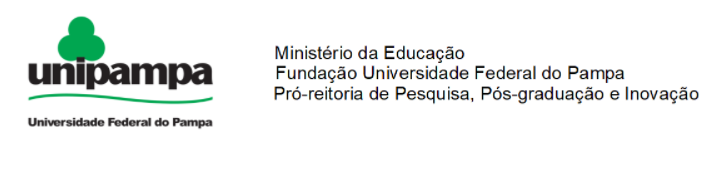 unipampa
Universidade Federal do Pampa
Ministério da Educação
Fundação Universidade Federal do Pampa
Pró-reitoria de Pesquisa, Pós-graduação e Inovação